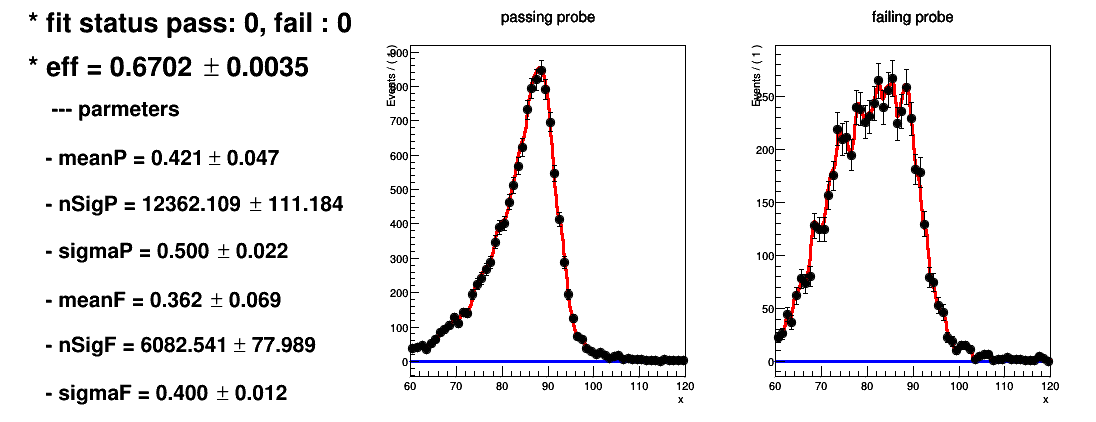 * fit status pass: 0, fail : 0
* eff = 0.6702 ± 0.0035
--- parmeters
- meanP = 0.421 ± 0.047
- nSigP = 12362.109 ± 111.184
- sigmaP = 0.500 ± 0.022
- meanF = 0.362 ± 0.069
- nSigF = 6082.541 ± 77.989
- sigmaF = 0.400 ± 0.012
passing probe
Events / ( 1 )
900
800
700
600
500
400
300
200
100
0
60 70 80 90 100 110 120
x
failing probe
Events / ( 1 )
250
200
150
100
50
0
60 70 80 90 100 110 120
x